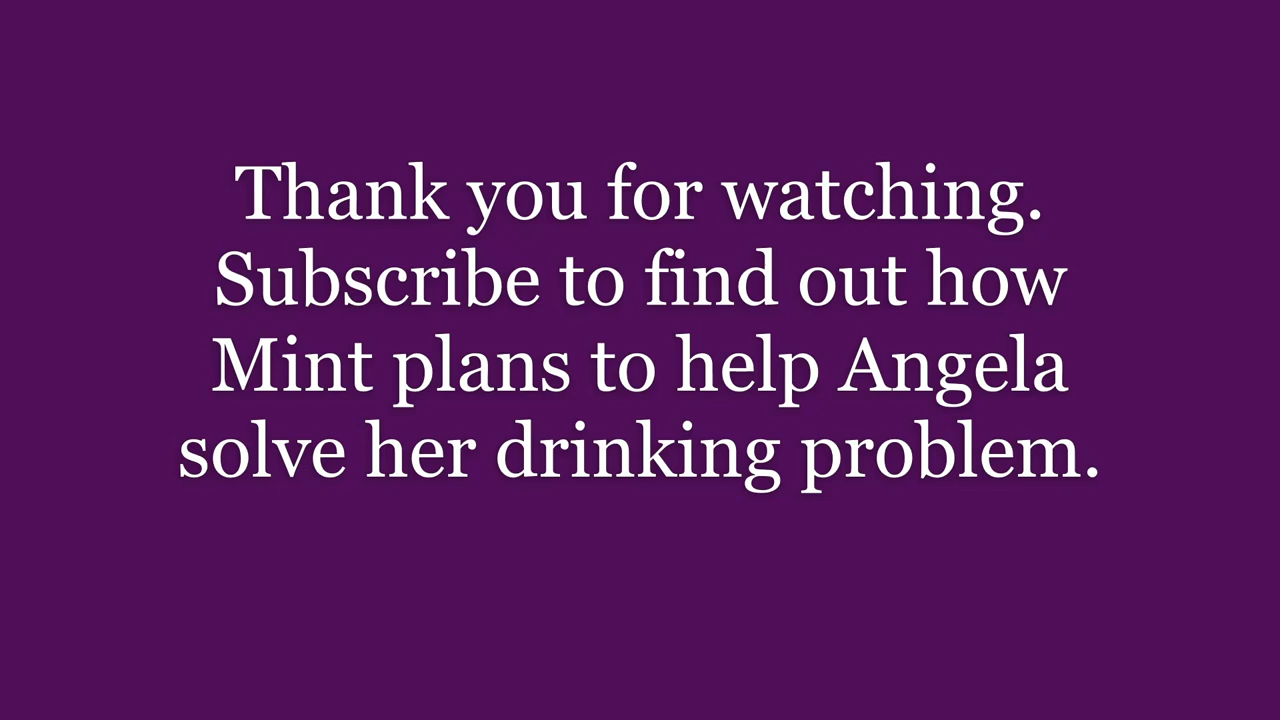 Thank you for watching.
Subscribe to find out how
Mint plans to help Angela
solve her drinking problem.